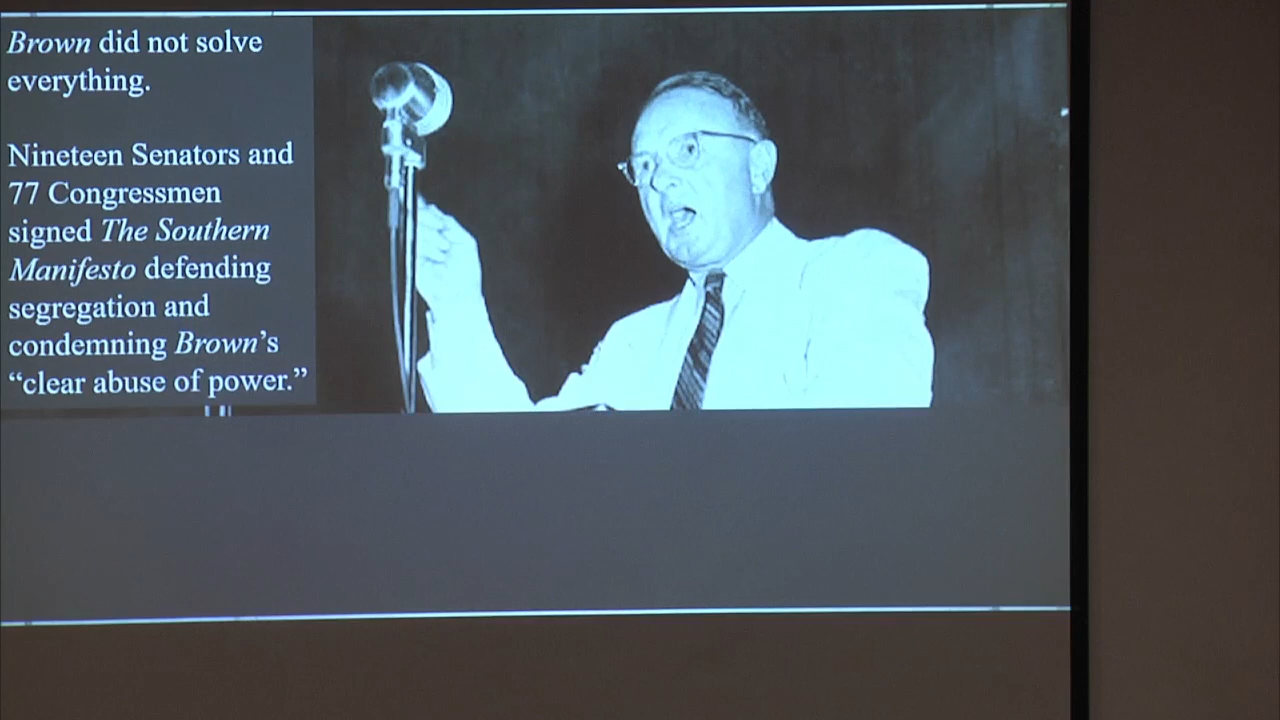 Brown did not solve
everything.
Nineteen Senators and
77 Congressmen
signed The Southern
Manifesto defending
segregation and
condemning Brown’s
“clear abuse of power.”